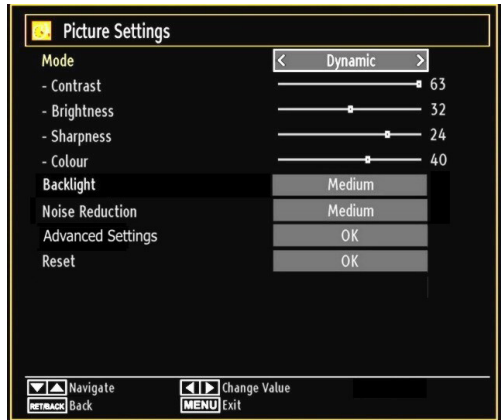 Picture Settings
Mode < Dynamic >
- Contrast 63
- Brightness 32
- Sharpness 24
- Colour 40
Backlight Medium
Noise Reduction Medium
Advanced Settings OK
Reset OK
Navigate Change Value
RET/BACK Back MENU Exit